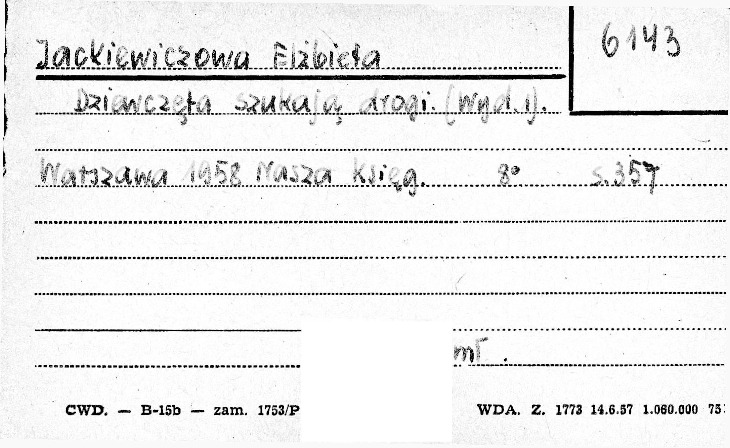 Jackiewiczowa Elżbieta
6143
Dziewczęta szukają drogi. (Wyd. 1).
Warszawa 1958 Nasza Księg. 8° s. 357
mł.
CWD. — B-15b — zam. 1753/P
WDA. Z. 1773 14.6.57 1.060.000 75